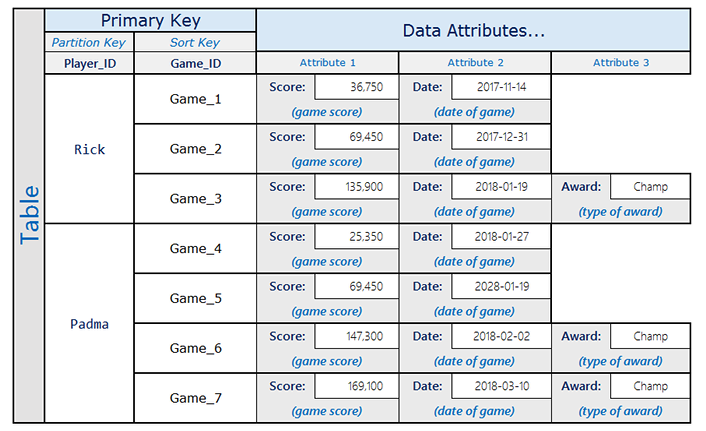 Table
Primary Key
Data Attributes...
Partition Key Sort Key
Player_ID Game_ID Attribute 1 Attribute 2 Attribute 3
Rick
Game_1 Score: 36,750 Date: 2017-11-14
(game score) (date of game)
Game_2 Score: 69,450 Date: 2017-12-31
(game score) (date of game)
Game_3 Score: 135,900 Date: 2018-01-19 Award: Champ
(game score) (date of game) (type of award)
Padma
Game_4 Score: 25,350 Date: 2018-01-27
(game score) (date of game)
Game_5 Score: 69,450 Date: 2028-01-19
(game score) (date of game)
Game_6 Score: 147,300 Date: 2018-02-02 Award: Champ
(game score) (date of game) (type of award)
Game_7 Score: 169,100 Date: 2018-03-10 Award: Champ
(game score) (date of game) (type of award)